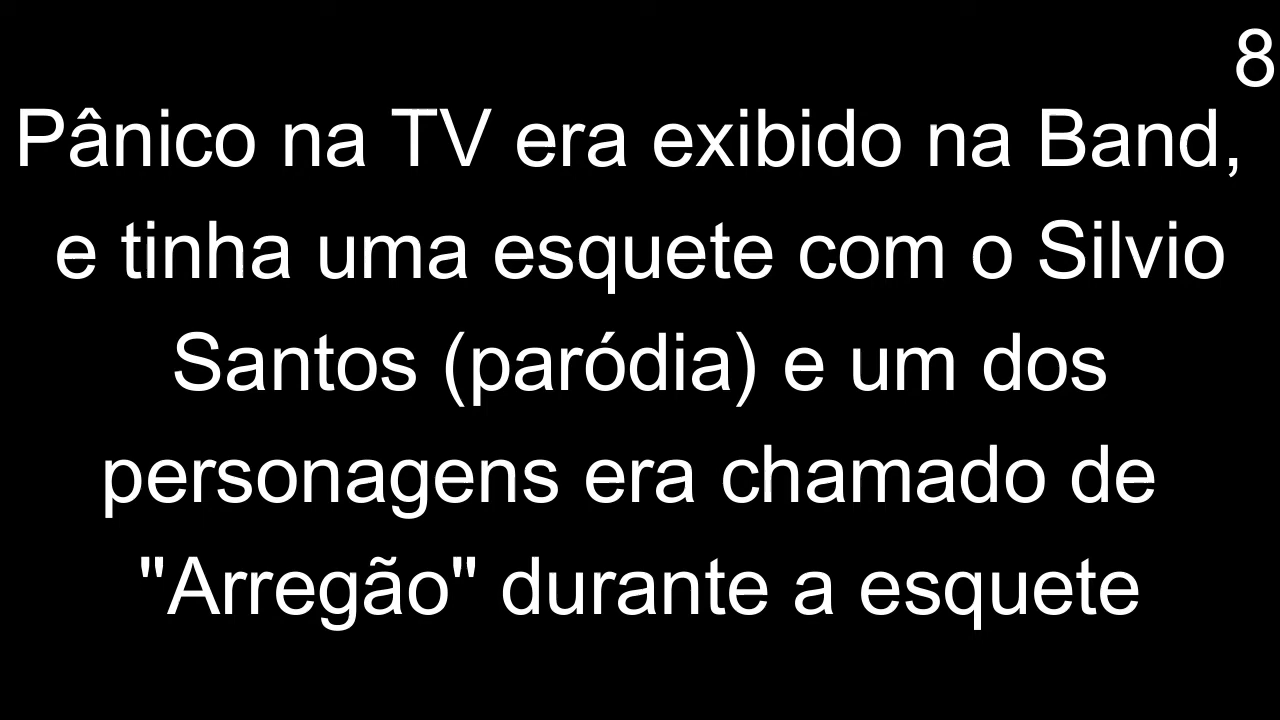 8
Pânico na TV era exibido na Band,
e tinha uma esquete com o Silvio
Santos (paródia) e um dos
personagens era chamado de
"Arregão" durante a esquete